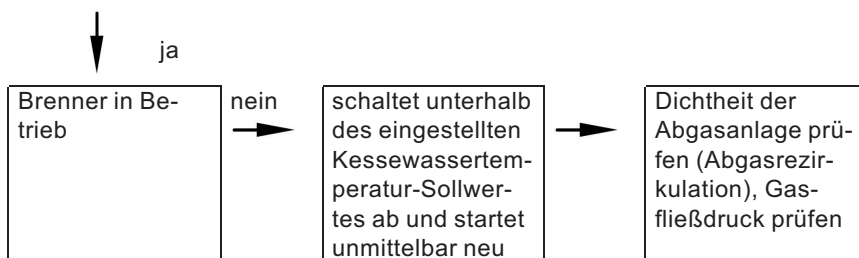 ja
Brenner in Be-
trieb
nein
schaltet unterhalb
des eingestellten
Kessewassertem-
peratur-Sollwer-
tes ab und startet
unmittelbar neu
Dichtheit der
Abgasanlage prü-
fen (Abgasrezir-
kulation), Gas-
fließdruck prüfen